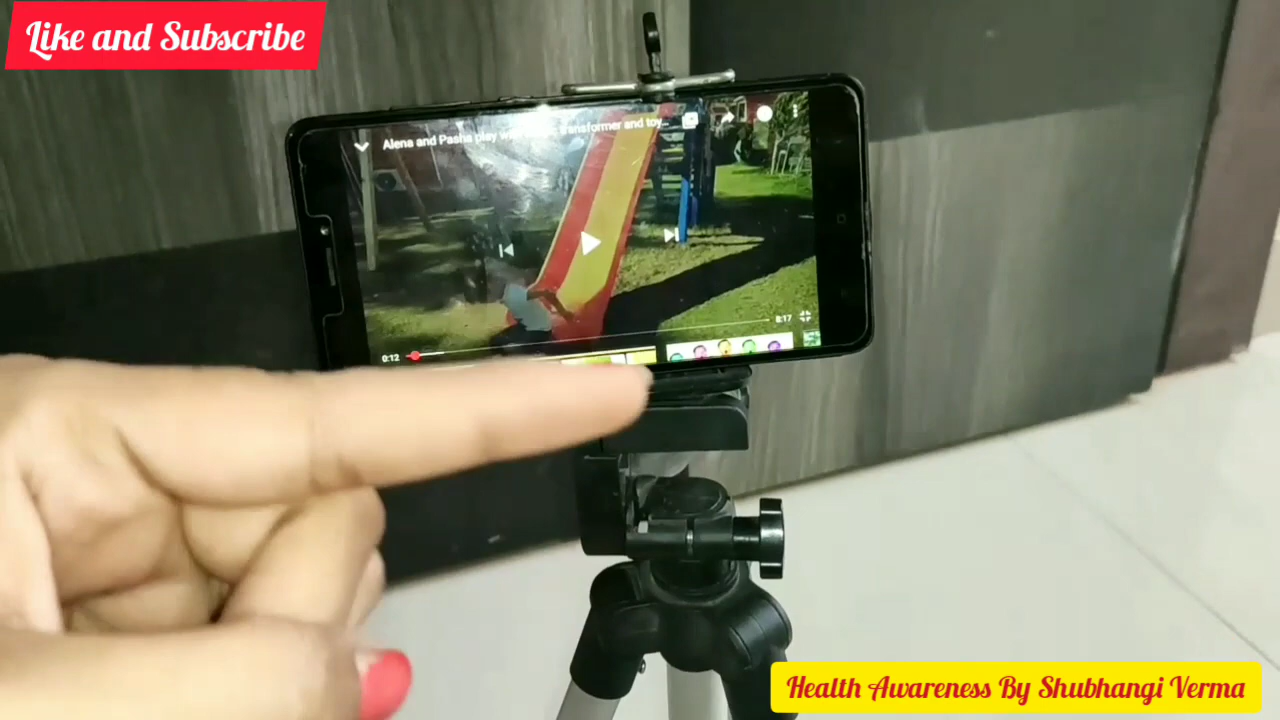 Like and Subscribe
Alena and Pasha play transformer and toy...
0:12
8:17
Health Awareness By Shubhangi Verma